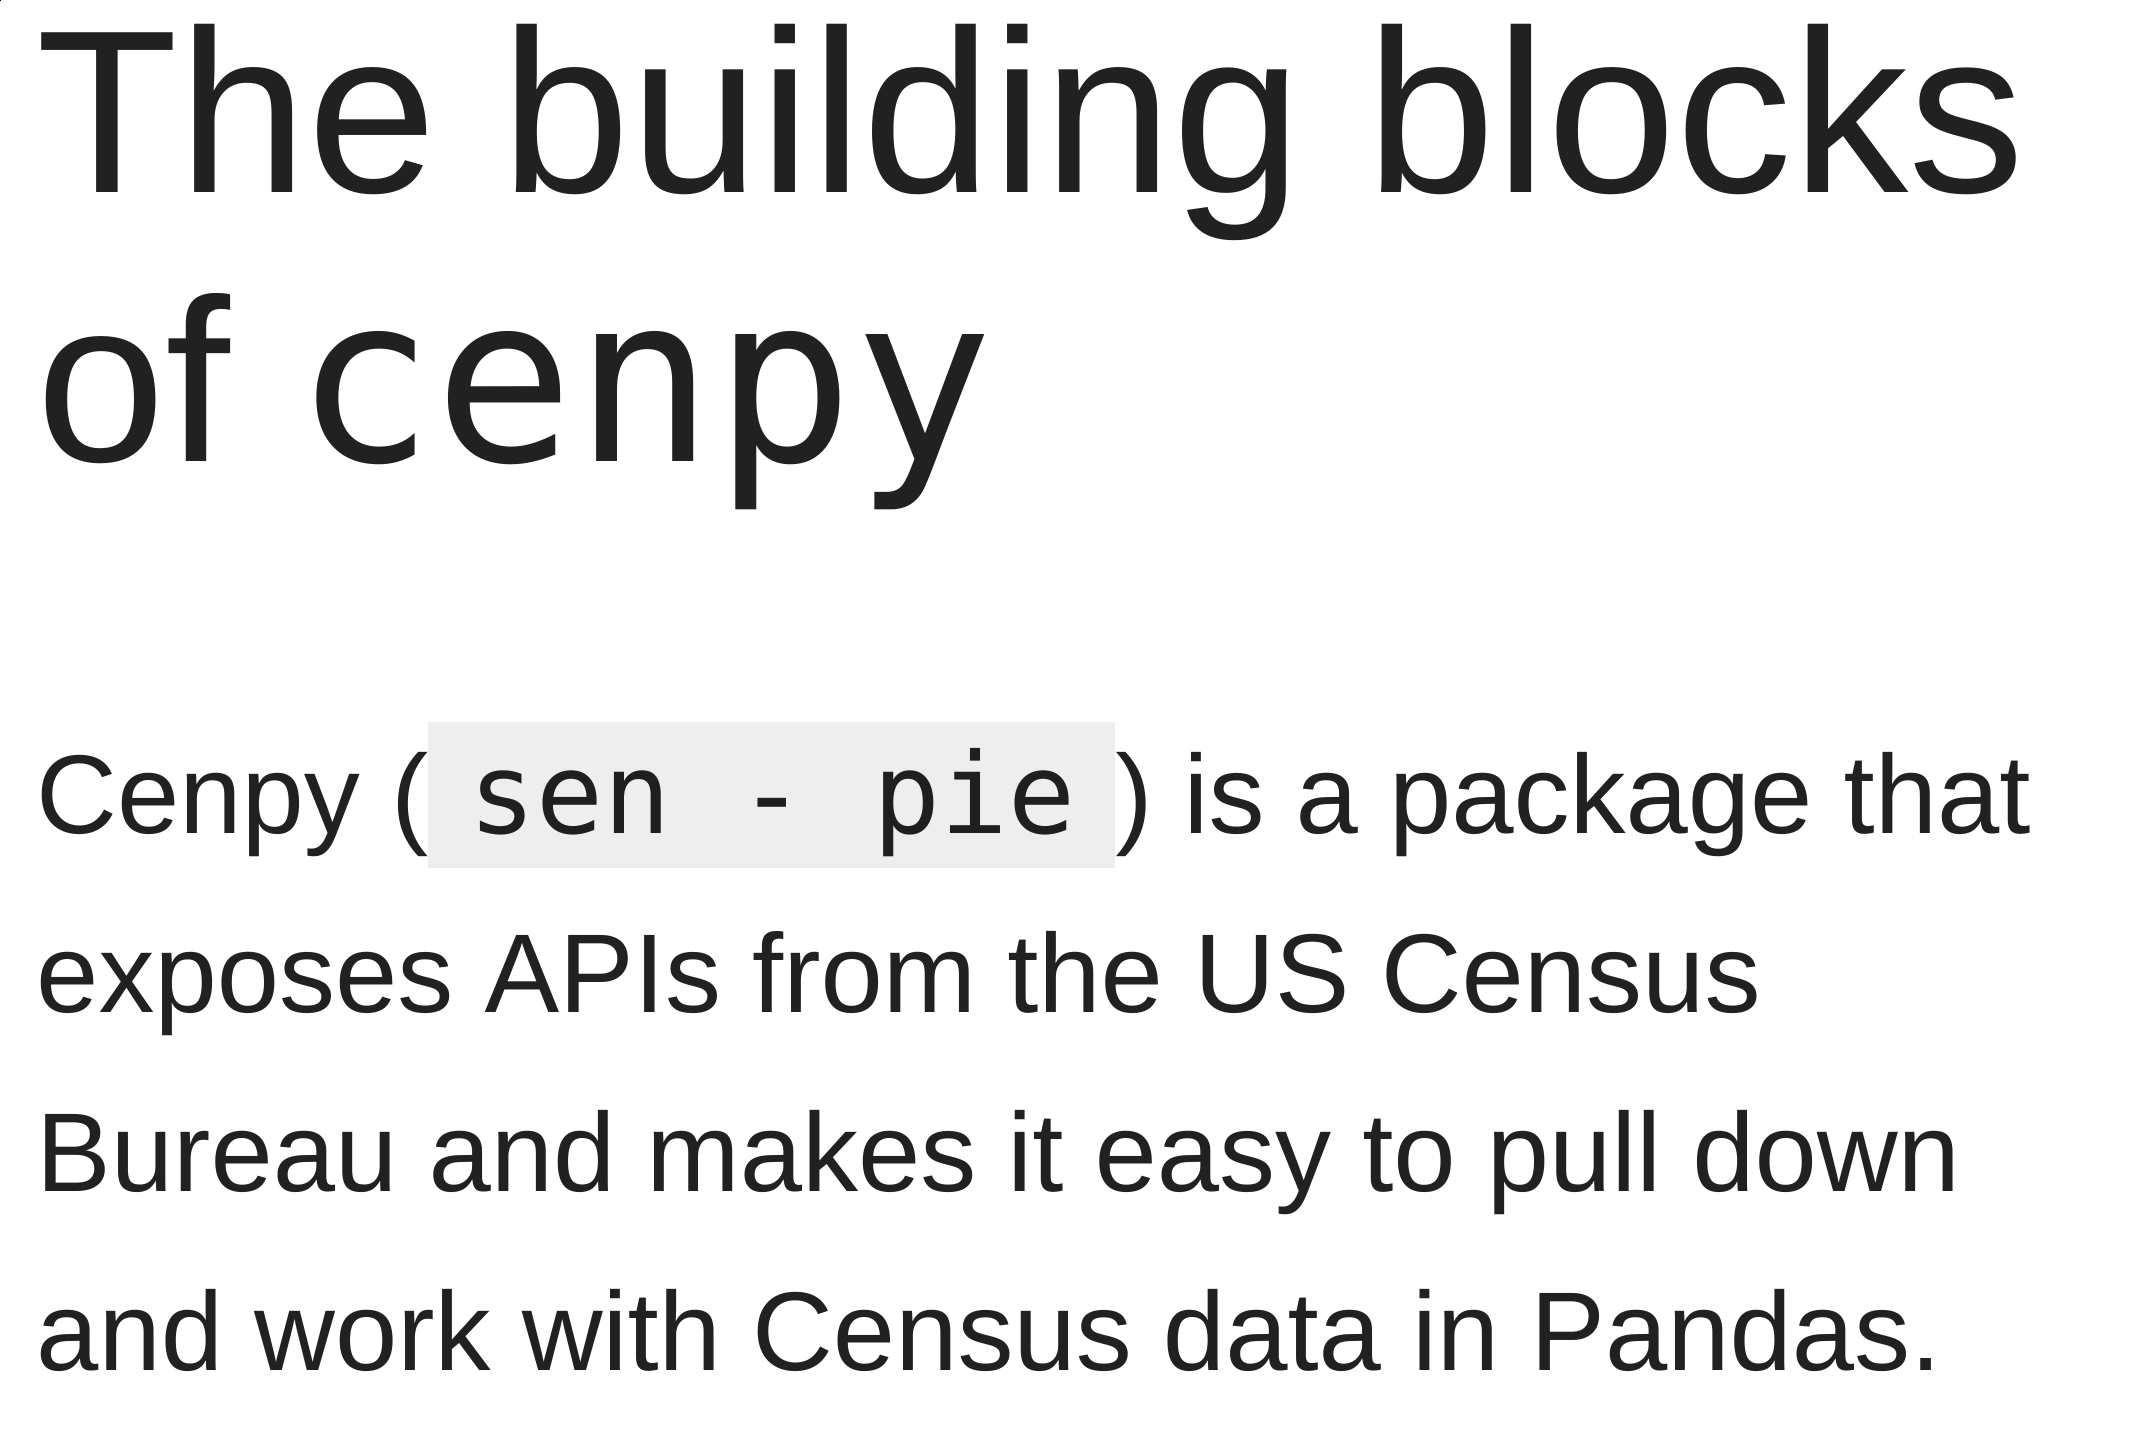 The building blocks
of cenpy
Cenpy ( sen - pie ) is a package that
exposes APIs from the US Census
Bureau and makes it easy to pull down
and work with Census data in Pandas.